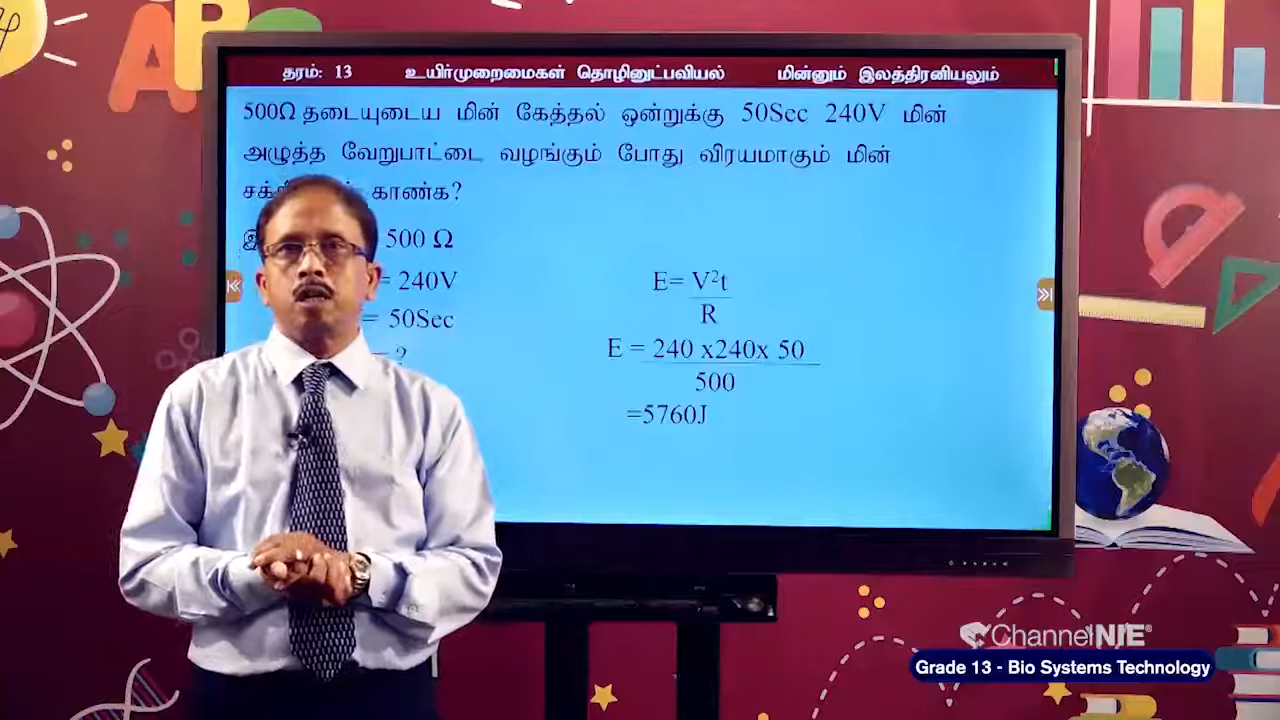 தரம்: 13 உயிர்முறைமைகள் தொழினுட்பவியல் மின்னும் இலத்திரனியலும்
500Ω தடையுடைய மின் கேத்தல் ஒன்றுக்கு 50Sec 240V மின்
அழுத்த வேறுபாட்டை வழங்கும் போது விரயமாகும் மின்
காண்க?
500 Ω
= 240V
= 50Sec
= ?
E= V²t
R
E = 240 x240x 50
500
=5760J
ChannelNIE®
Grade 13 - Bio Systems Technology